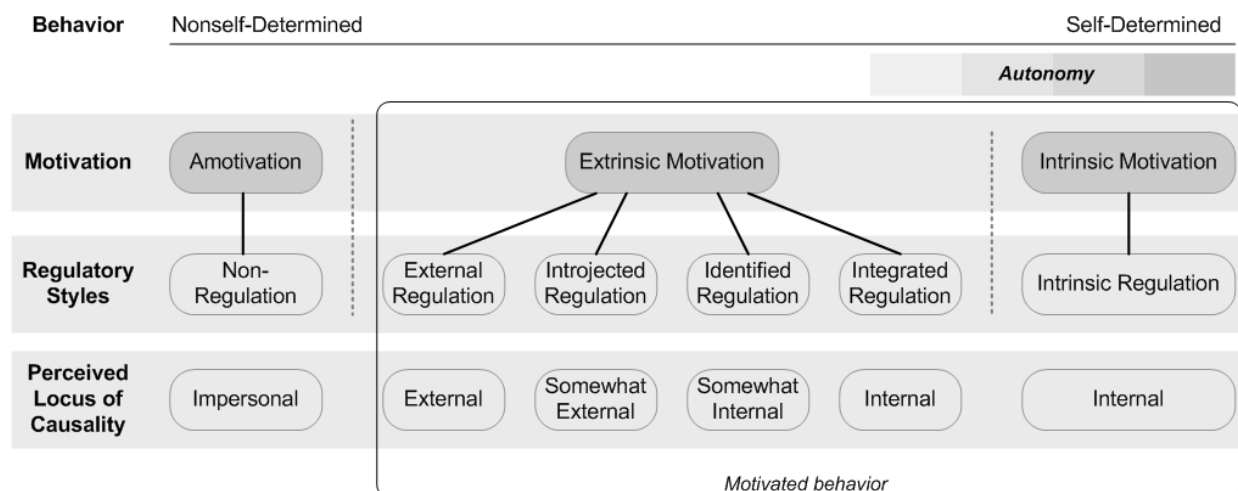 Behavior Nonself-Determined Self-Determined
Autonomy
Motivation Amotivation Extrinsic Motivation Intrinsic Motivation
Regulatory
Styles
Non-
Regulation
External
Regulation
Introjected
Regulation
Identified
Regulation
Integrated
Regulation
Intrinsic Regulation
Perceived
Locus of
Causality
Impersonal
External
Somewhat
External
Somewhat
Internal
Internal
Internal
Motivated behavior